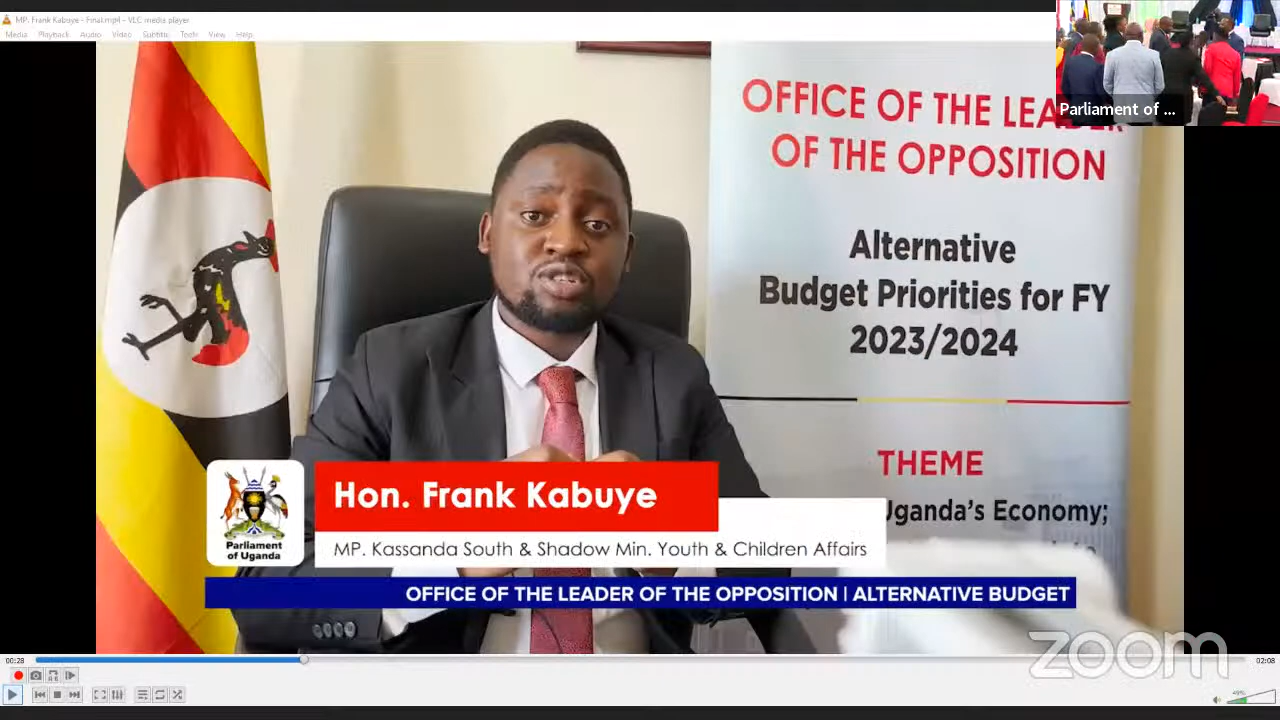 MP. Frank Kabuye - Final.mp4 - VLC media player
Media Playback Audio Video Subtitle Tools View Help
Parliament of ...
OFFICE OF THE LEADER
OF THE OPPOSITION
Alternative
Budget Priorities for FY
2023/2024
THEME
Uganda's Economy;
Hon. Frank Kabuye
MP. Kassanda South & Shadow Min. Youth & Children Affairs
Parliament
of Uganda
OFFICE OF THE LEADER OF THE OPPOSITION | ALTERNATIVE BUDGET
zoom
00:28
02:08
49%